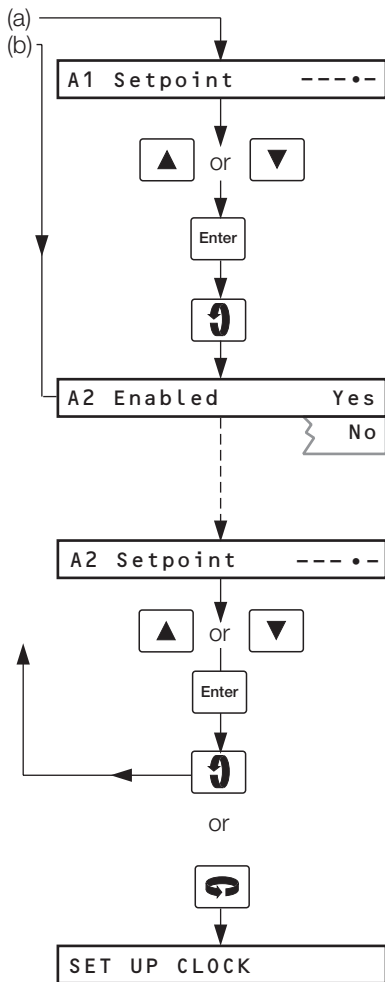 (a)
(b)
A1 Setpoint ---•-
▲ or ▼
Enter
A2 Enabled Yes
No
A2 Setpoint ---•-
▲ or ▼
Enter
or
SET UP CLOCK